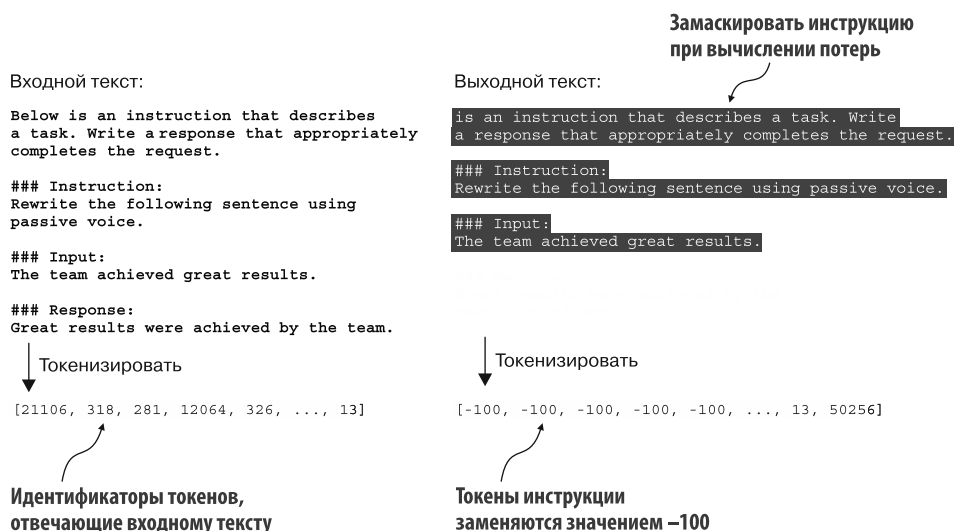 Замаскировать инструкцию
при вычислении потерь
Входной текст:
Below is an instruction that describes
a task. Write a response that appropriately
completes the request.
### Instruction:
Rewrite the following sentence using
passive voice.
### Input:
The team achieved great results.
### Response:
Great results were achieved by the team.
Токенизировать
[21106, 318, 281, 12064, 326, ..., 13]
Идентификаторы токенов,
отвечающие входному тексту
Выходной текст:
is an instruction that describes a task. Write
a response that appropriately completes the request.
### Instruction:
Rewrite the following sentence using passive voice.
### Input:
The team achieved great results.
Токенизировать
[-100, -100, -100, -100, -100, ..., 13, 50256]
Токены инструкции
заменяются значением –100